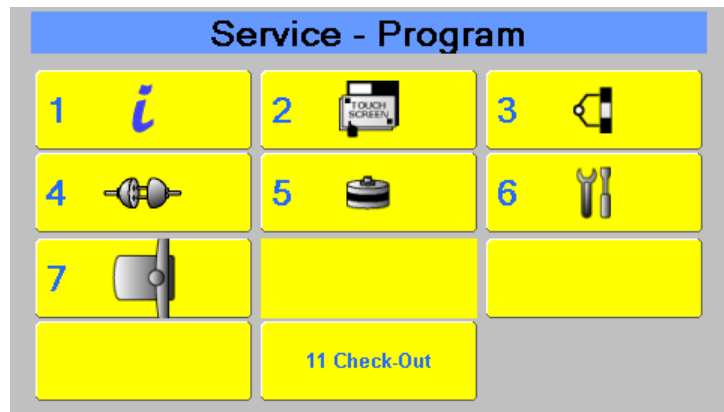 Service - Program
1 i
2 TOUCH SCREEN
3
4
5
6
7
11 Check-Out